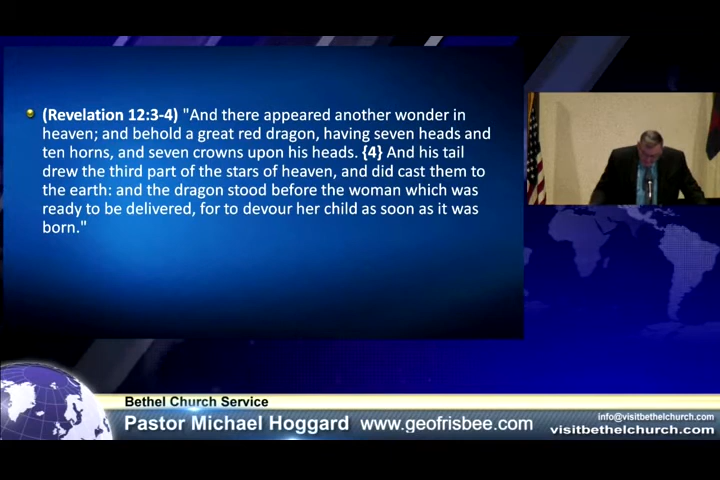 (Revelation 12:3-4) "And there appeared another wonder in
heaven; and behold a great red dragon, having seven heads and
ten horns, and seven crowns upon his heads. {4} And his tail
drew the third part of the stars of heaven, and did cast them to
the earth: and the dragon stood before the woman which was
ready to be delivered, for to devour her child as soon as it was
born."
Bethel Church Service
Pastor Michael Hoggard www.geofrisbee.com
info@visitbethelchurch.com
visitbethelchurch.com